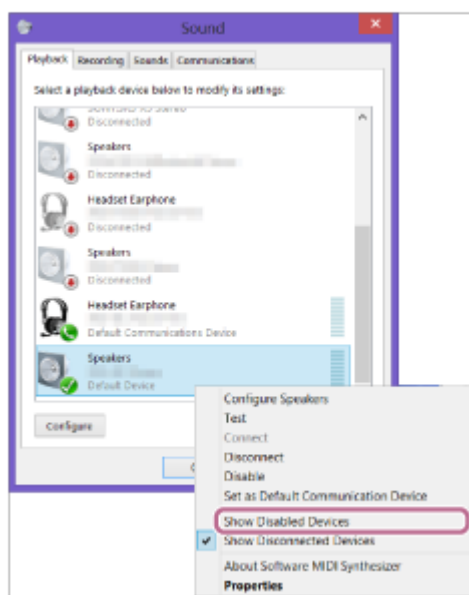 Sound
Playback Recording Sounds Communications
Select a playback device below to modify its settings:
Disconnected
Speakers
Disconnected
Headset Earphone
Disconnected
Speakers
Disconnected
Headset Earphone
Default Communications Device
Speakers
Default Device
Configure
Configure Speakers
Test
Connect
Disconnect
Disable
Set as Default Communication Device
Show Disabled Devices
Show Disconnected Devices
About Software MIDI Synthesizer
Properties